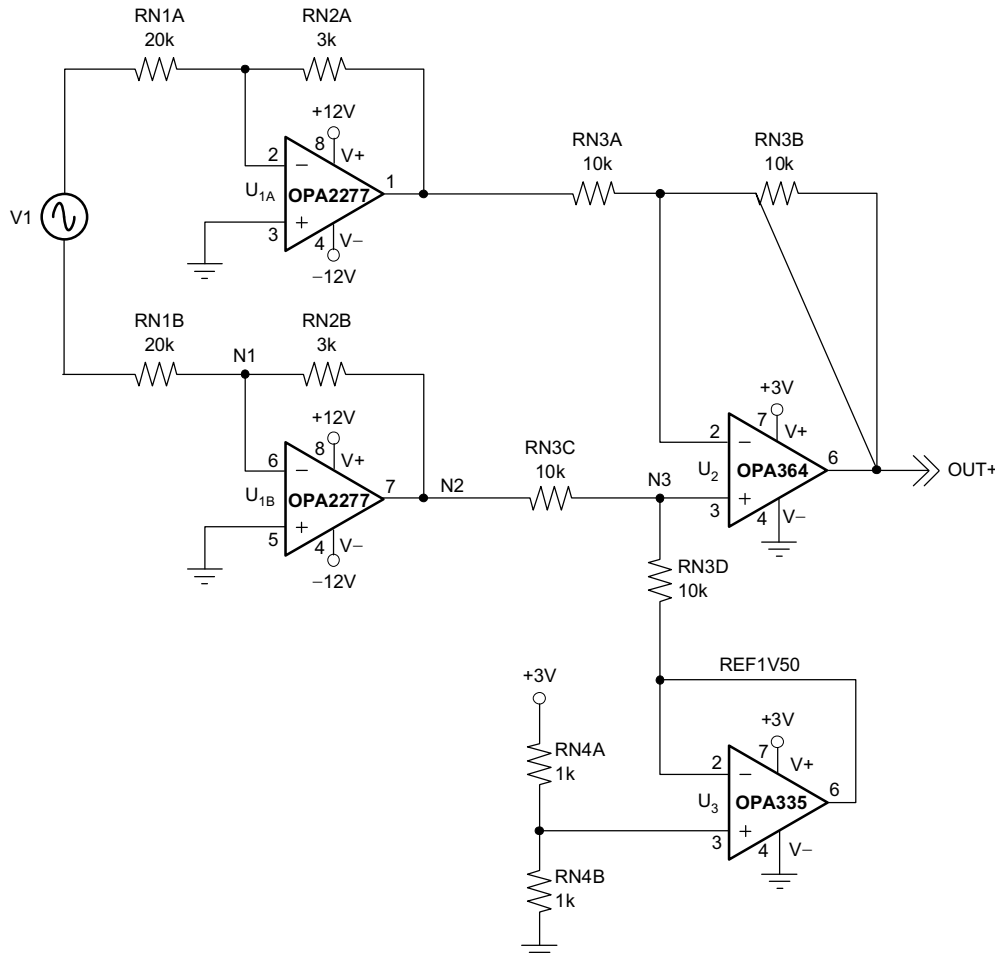 RN1A
20k
RN2A
3k
+12V
8
V+
2
−
U1A
OPA2277
1
+
3
4
V−
−12V
V1
RN3A
10k
RN3B
10k
RN1B
20k
N1
RN2B
3k
+12V
8
V+
6
−
U1B
OPA2277
7
N2
+
5
4
V−
−12V
RN3C
10k
N3
+3V
7
V+
2
−
U2
OPA364
6
OUT+
+
3
4
V−
RN3D
10k
REF1V50
+3V
RN4A
1k
+3V
7
V+
2
−
U3
OPA335
6
+
3
4
V−
RN4B
1k